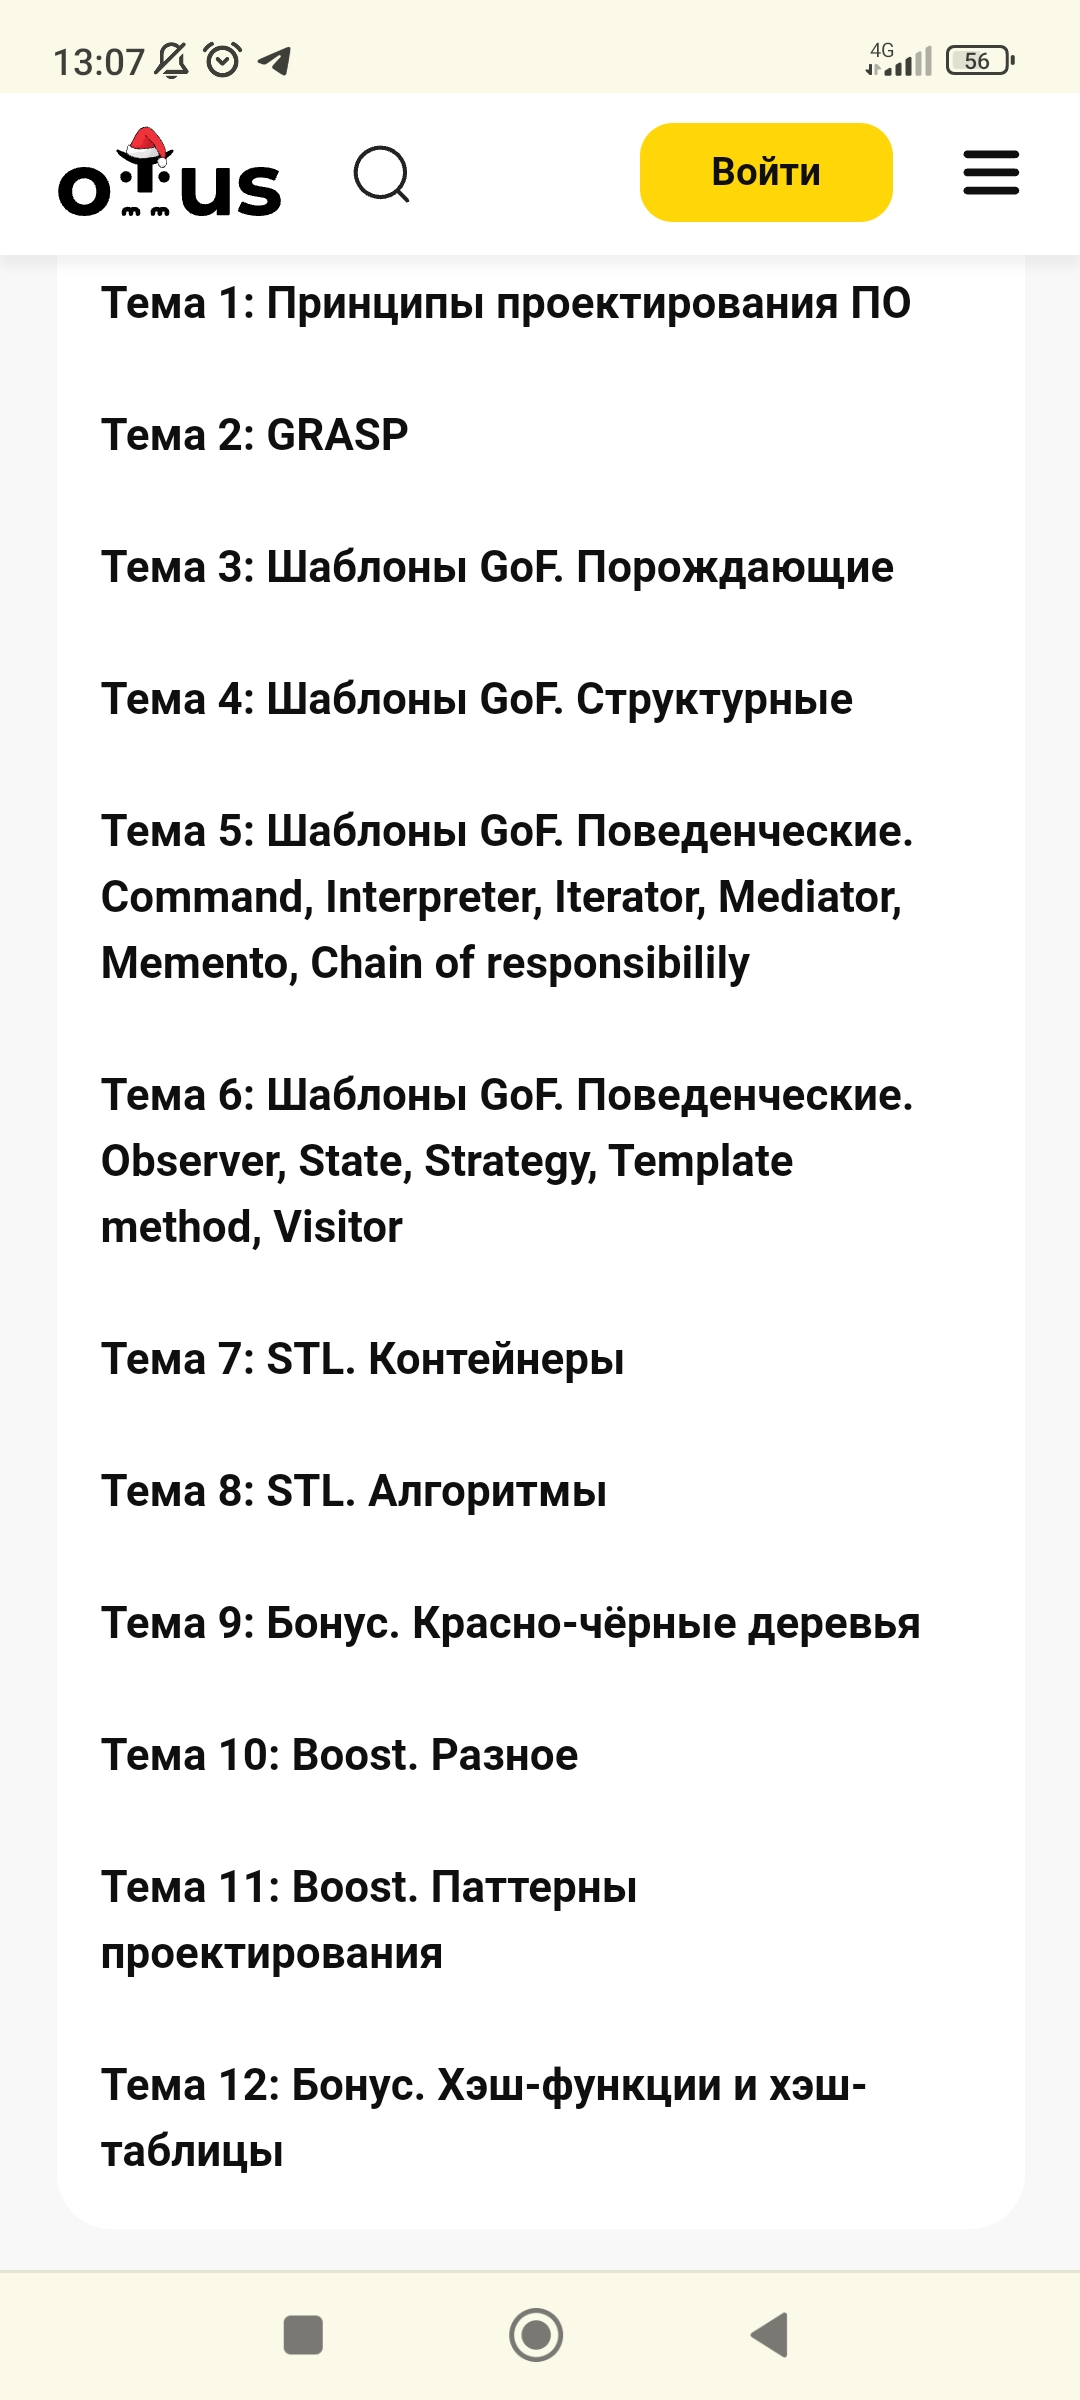 13:07
4G
56
otus
Войти
Тема 1: Принципы проектирования ПО
Тема 2: GRASP
Тема 3: Шаблоны GoF. Порождающие
Тема 4: Шаблоны GoF. Структурные
Тема 5: Шаблоны GoF. Поведенческие.
Command, Interpreter, Iterator, Mediator,
Memento, Chain of responsibilily
Тема 6: Шаблоны GoF. Поведенческие.
Observer, State, Strategy, Template
method, Visitor
Тема 7: STL. Контейнеры
Тема 8: STL. Алгоритмы
Тема 9: Бонус. Красно-чёрные деревья
Тема 10: Boost. Разное
Тема 11: Boost. Паттерны
проектирования
Тема 12: Бонус. Хэш-функции и хэш-
таблицы